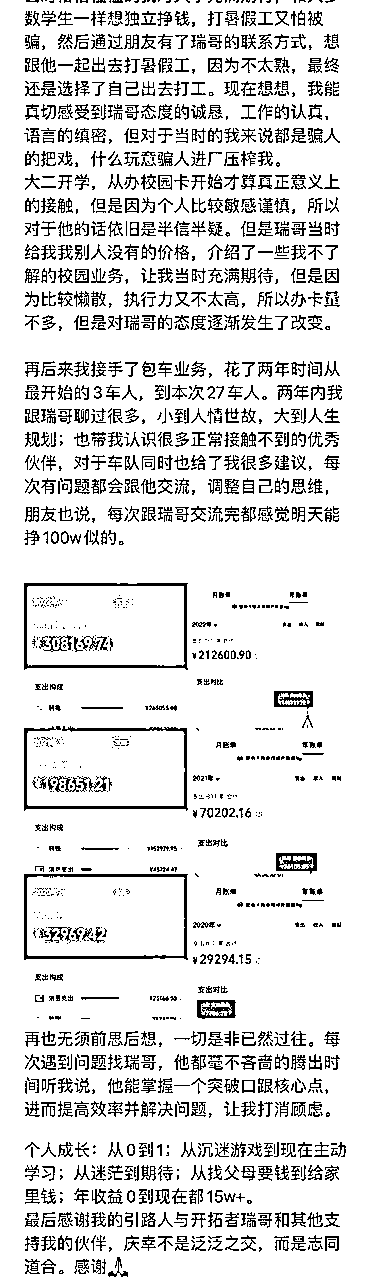 数学生一样想独立挣钱，打暑假工又怕被
骗，然后通过朋友有了瑞哥的联系方式，想
跟他一起出去打暑假工，因为不太熟，最终
还是选择了自己出去打工。现在想想，我能
真切感受到瑞哥态度的诚恳，工作的认真，
语言的缜密，但对于当时的我来说都是骗人
的把戏，什么玩意骗人进厂压榨我。
大二开学，从办校园卡开始才算真正意义上
的接触，但是因为个人比较敏感谨慎，所以
对于他的话依旧是半信半疑。但是瑞哥当时
给我我别人没有的价格，介绍了一些我不了
解的校园业务，让我当时充满期待，但是因
为比较懒散，执行力又不太高，所以办卡量
不多，但是对瑞哥的态度逐渐发生了改变。
再后来我接手了包车业务，花了两年时间从
最开始的3车人，到本次27车人。两年内我
跟瑞哥聊过很多，小到人情世故，大到人生
规划；也带我认识很多正常接触不到的优秀
伙伴，对于车队同时也给了我很多建议，每
次有问题都会跟他交流，调整自己的思维，
朋友也说，每次跟瑞哥交流完都感觉明天能
挣100w似的。
月账单 年账单
2022年
¥308169.74
¥212600.90
支出构成
支出对比
月账单 年账单
2021年
¥198651.21
¥70202.16
支出构成
支出对比
月账单 年账单
2020年
¥32969.42
¥29294.15
支出构成
支出对比
再也无须前思后想，一切是非已然过往。每
次遇到问题找瑞哥，他都毫不吝啬的腾出时
间听我说，他能掌握一个突破口跟核心点，
进而提高效率并解决问题，让我打消顾虑。
个人成长：从0到1；从沉迷游戏到现在主动
学习；从迷茫到期待；从找父母要钱到给家
里钱；年收益0到现在都15w+。
最后感谢我的引路人与开拓者瑞哥和其他支
持我的伙伴，庆幸不是泛泛之交，而是志同
道合。感谢🙏